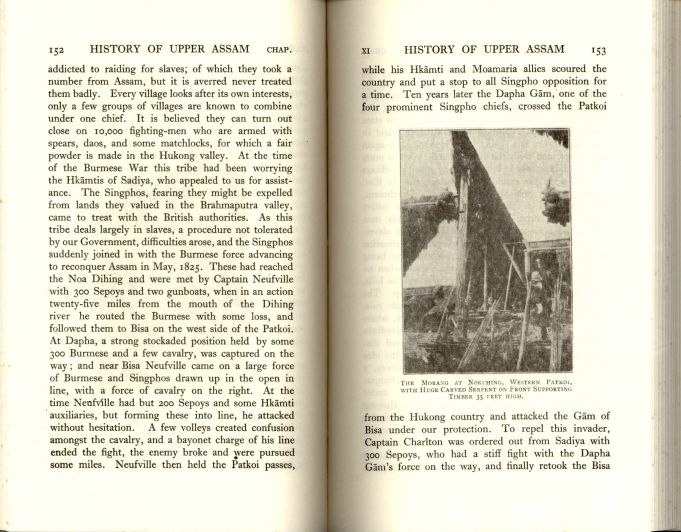 152 HISTORY OF UPPER ASSAM CHAP.
addicted to raiding for slaves; of which they took a
number from Assam, but it is averred never treated
them badly. Every village looks after its own interests,
only a few groups of villages are known to combine
under one chief. It is believed they can turn out
close on 10,000 fighting-men who are armed with
spears, daos, and some matchlocks, for which a fair
powder is made in the Hukong valley. At the time
of the Burmese War this tribe had been worrying
the Hkāmtis of Sadiya, who appealed to us for assist-
ance. The Singphos, fearing they might be expelled
from lands they valued in the Brahmaputra valley,
came to treat with the British authorities. As this
tribe deals largely in slaves, a procedure not tolerated
by our Government, difficulties arose, and the Singphos
suddenly joined in with the Burmese force advancing
to reconquer Assam in May, 1825. These had reached
the Noa Dihing and were met by Captain Neufville
with 300 Sepoys and two gunboats, when in an action
twenty-five miles from the mouth of the Dihing
river he routed the Burmese with some loss, and
followed them to Bisa on the west side of the Patkoi.
At Dapha, a strong stockaded position held by some
300 Burmese and a few cavalry, was captured on the
way; and near Bisa Neufville came on a large force
of Burmese and Singphos drawn up in the open in
line, with a force of cavalry on the right. At the
time Neufville had but 200 Sepoys and some Hkāmti
auxiliaries, but forming these into line, he attacked
without hesitation. A few volleys created confusion
amongst the cavalry, and a bayonet charge of his line
ended the fight, the enemy broke and were pursued
some miles. Neufville then held the Patkoi passes,
XI HISTORY OF UPPER ASSAM 153
while his Hkāmti and Moamaria allies scoured the
country and put a stop to all Singpho opposition for
a time. Ten years later the Dapha Gām, one of the
four prominent Singpho chiefs, crossed the Patkoi
THE MORANG AT NOKCHING, WESTERN PATKOI,
WITH HUGE CARVED SERPENT ON FRONT SUPPORTING
TIMBER 35 FEET HIGH.
from the Hukong country and attacked the Gām of
Bisa under our protection. To repel this invader,
Captain Charlton was ordered out from Sadiya with
300 Sepoys, who had a stiff fight with the Dapha
Gām's force on the way, and finally retook the Bisa